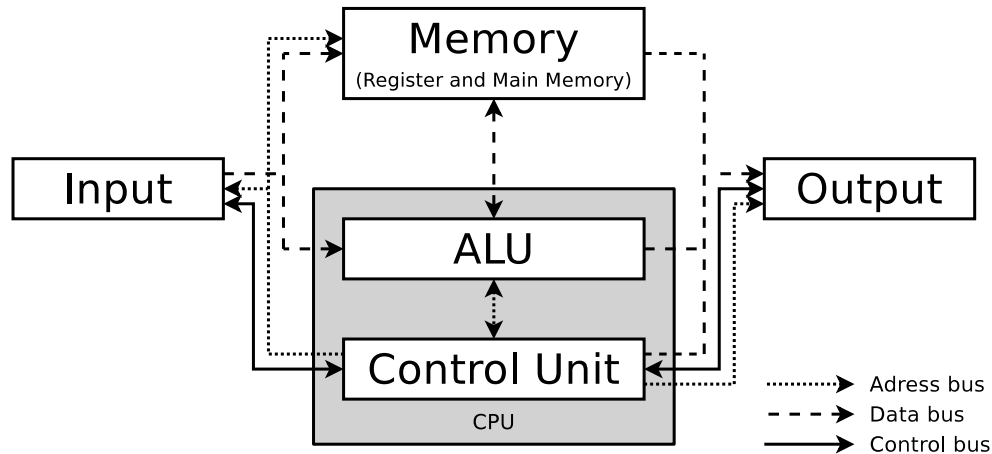 Memory
(Register and Main Memory)
Input
Output
ALU
Control Unit
CPU
Adress bus
Data bus
Control bus